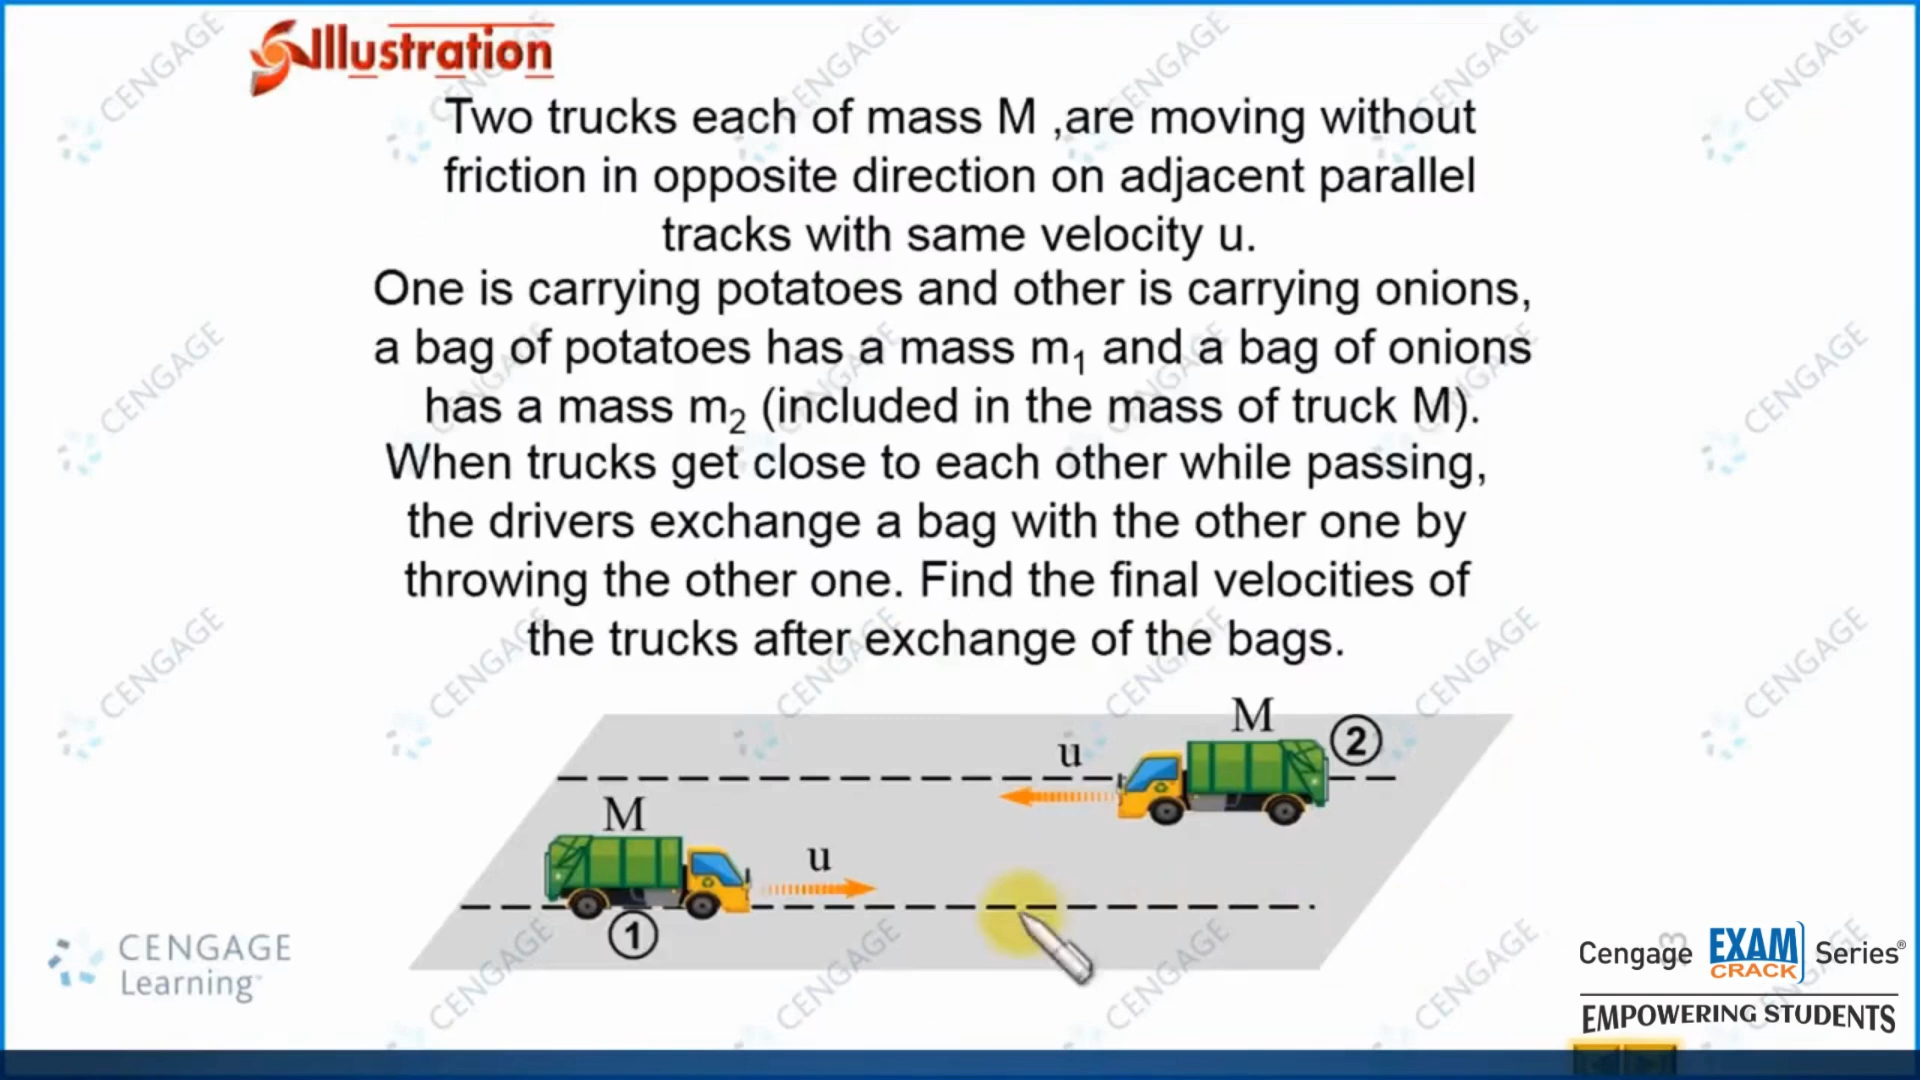 Illustration
Two trucks each of mass M ,are moving without
friction in opposite direction on adjacent parallel
tracks with same velocity u.
One is carrying potatoes and other is carrying onions,
a bag of potatoes has a mass m₁ and a bag of onions
has a mass m₂ (included in the mass of truck M).
When trucks get close to each other while passing,
the drivers exchange a bag with the other one by
throwing the other one. Find the final velocities of
the trucks after exchange of the bags.
M
2
u
M
u
1
CENGAGE
Learning
Cengage EXAM CRACK Series®
EMPOWERING STUDENTS